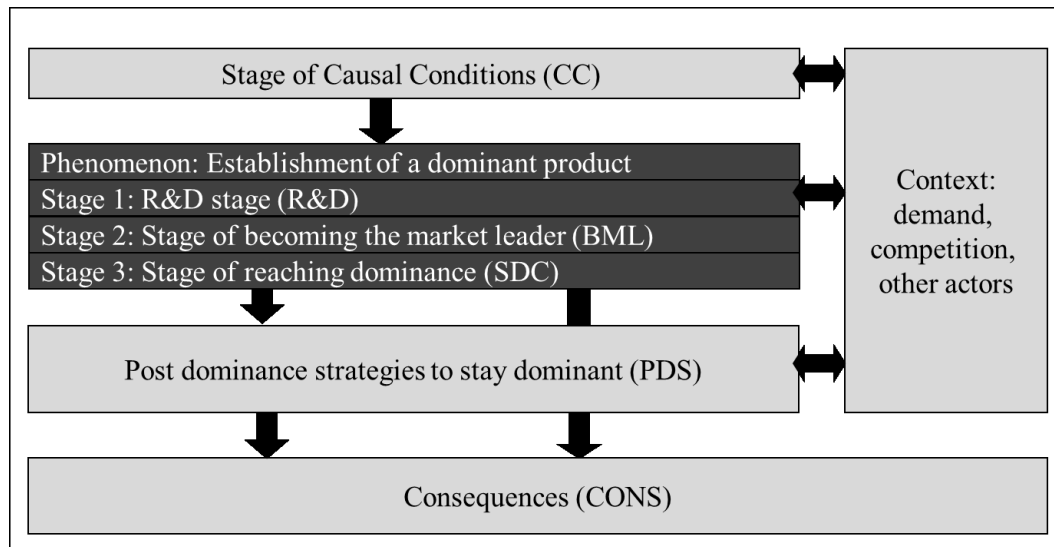 Stage of Causal Conditions (CC)
Phenomenon: Establishment of a dominant product
Stage 1: R&D stage (R&D)
Stage 2: Stage of becoming the market leader (BML)
Stage 3: Stage of reaching dominance (SDC)
Context:
demand,
competition,
other actors
Post dominance strategies to stay dominant (PDS)
Consequences (CONS)